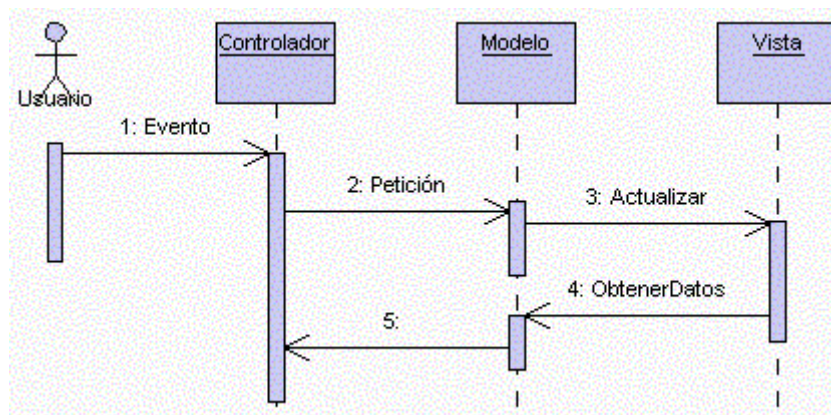 Controlador
Modelo
Vista
Usuario
1: Evento
2: Petición
3: Actualizar
4: ObtenerDatos
5: